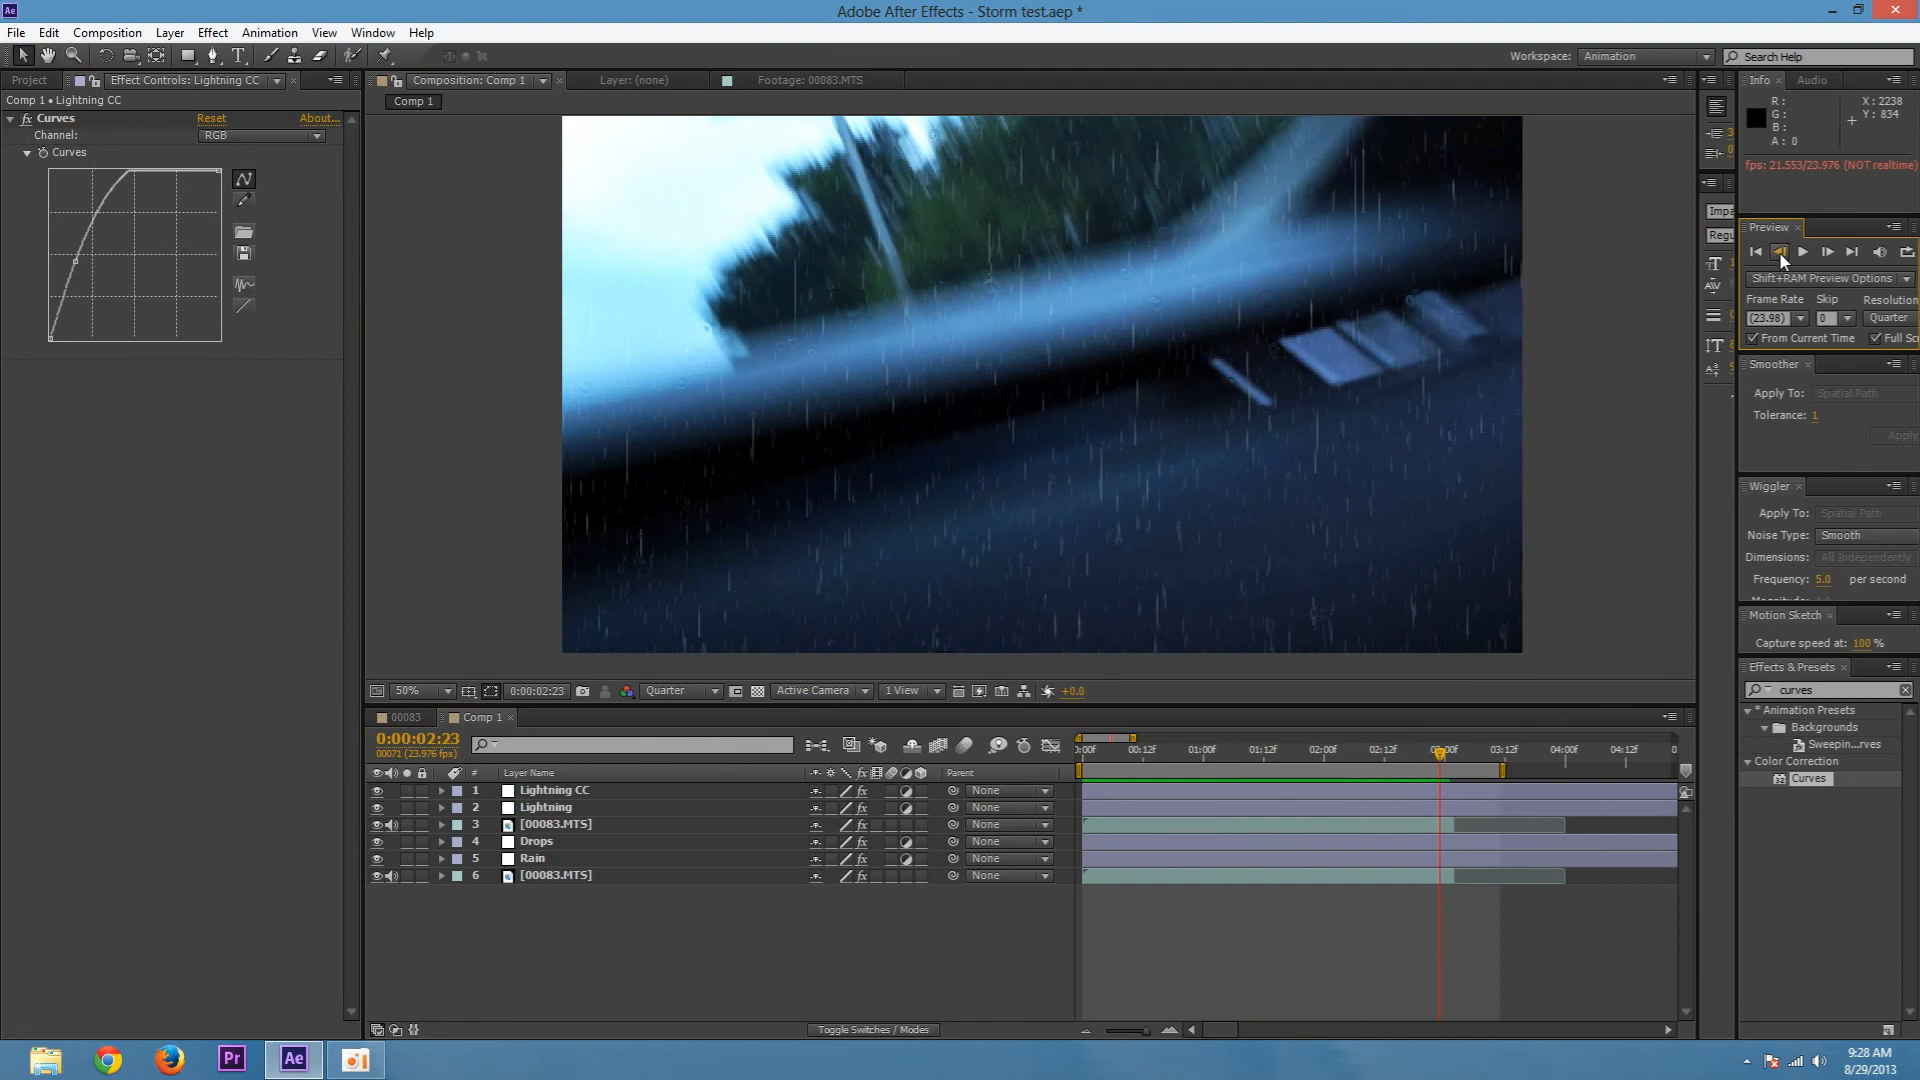 Ae
Adobe After Effects - Storm test.aep *
File Edit Composition Layer Effect Animation View Window Help
Workspace: Animation
Search Help
Project
Effect Controls: Lightning CC
Comp 1 • Lightning CC
fx Curves Reset About...
Channel: RGB
Curves
Composition: Comp 1
Layer: (none)
Footage: 00083.MTS
Comp 1
Info Audio
R:
G:
B:
A: 0
X: 2238
Y: 834
fps: 21.553/23.976 (NOT realtime)
Preview
Shift+RAM Preview Options
Frame Rate Skip Resolution
(23.98) 0 Quarter
From Current Time Full Sc
Impa
Regu
Smoother
Apply To: Spatial Path
Tolerance: 1
Apply
Wiggler
Apply To: Spatial Path
Noise Type: Smooth
Dimensions: All Independently
Frequency: 5.0 per second
Motion Sketch
Capture speed at: 100 %
Effects & Presets
curves
* Animation Presets
Backgrounds
Sweepin...rves
Color Correction
Curves
50% 0:00:02:23 Quarter Active Camera 1 View +0.0
00083 Comp 1
0:00:02:23
00071 (23.976 fps)
):00f 00:12f 01:00f 01:12f 02:00f 02:12f 03:00f 03:12f 04:00f 04:12f 0
# Layer Name fx Parent
1 Lightning CC fx None
2 Lightning fx None
3 [00083.MTS] fx None
4 Drops fx None
5 Rain fx None
6 [00083.MTS] fx None
Toggle Switches / Modes
Pr Ae
9:28 AM
8/29/2013